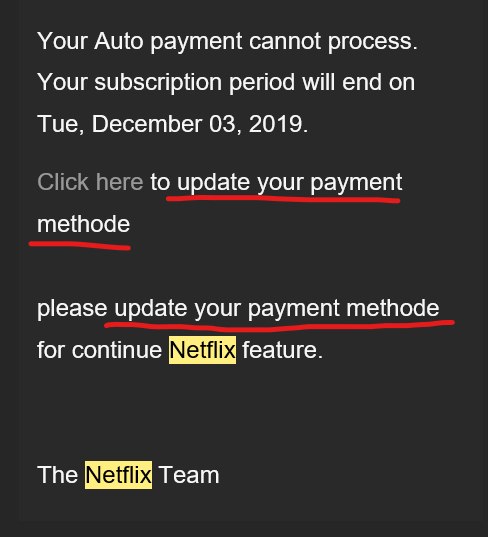 Your Auto payment cannot process.
Your subscription period will end on
Tue, December 03, 2019.
Click here to update your payment
methode
please update your payment methode
for continue Netflix feature.
The Netflix Team